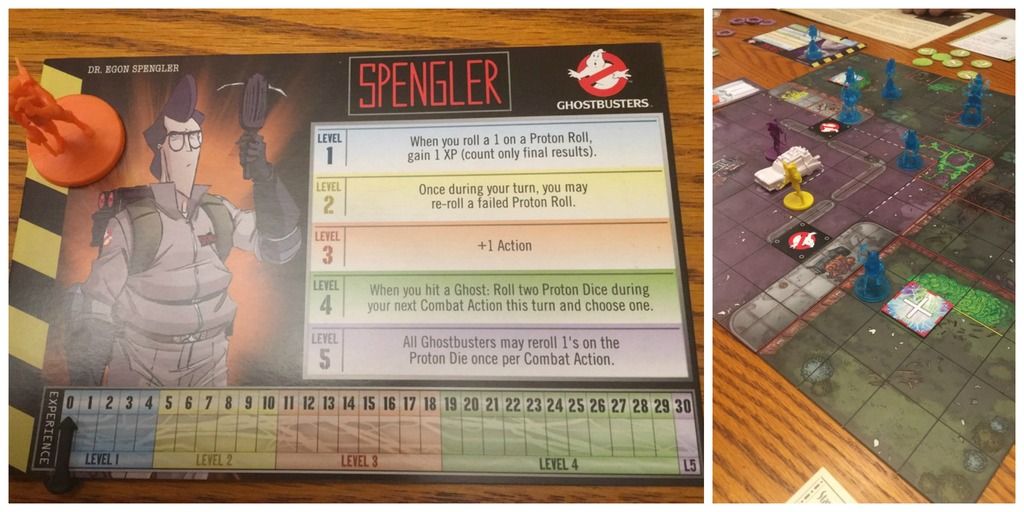 DR. EGON SPENGLER
SPENGLER
GHOSTBUSTERS
LEVEL
1
When you roll a 1 on a Proton Roll,
gain 1 XP (count only final results).
LEVEL
2
Once during your turn, you may
re-roll a failed Proton Roll.
LEVEL
3
+1 Action
LEVEL
4
When you hit a Ghost: Roll two Proton Dice during
your next Combat Action this turn and choose one.
LEVEL
5
All Ghostbusters may reroll 1's on the
Proton Die once per Combat Action.
EXPERIENCE
0 1 2 3 4 5 6 7 8 9 10 11 12 13 14 15 16 17 18 19 20 21 22 23 24 25 26 27 28 29 30
LEVEL 1 LEVEL 2 LEVEL 3 LEVEL 4 L5